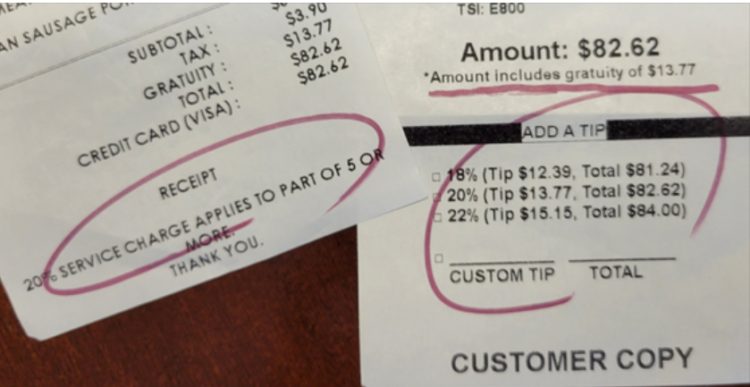 AN SAUSAGE
SUBTOTAL:
TAX: $3.90
GRATUITY: $13.77
TOTAL: $82.62
CREDIT CARD (VISA): $82.62
RECEIPT
20% SERVICE CHARGE APPLIES TO PART OF 5 OR
MORE.
THANK YOU.
TSI: E800
Amount: $82.62
*Amount includes gratuity of $13.77
ADD A TIP
18% (Tip $12.39, Total $81.24)
20% (Tip $13.77, Total $82.62)
22% (Tip $15.15, Total $84.00)
CUSTOM TIP TOTAL
CUSTOMER COPY